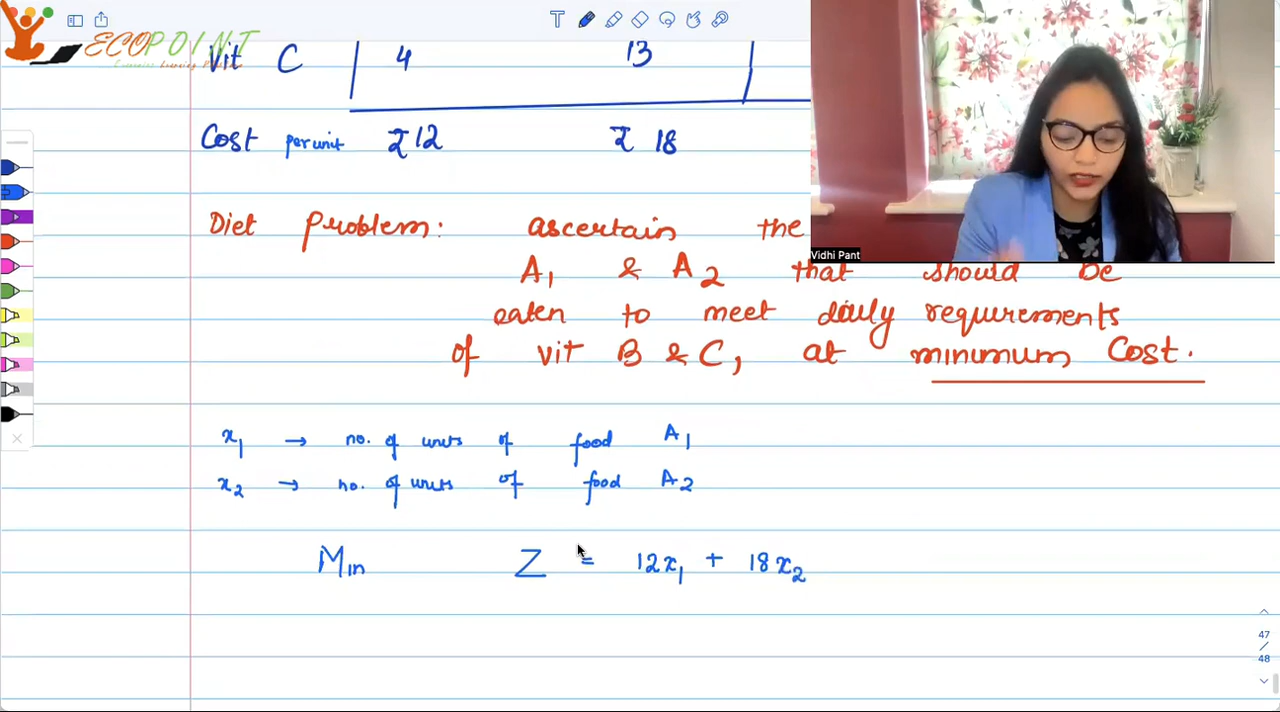 ECOPOINT
Vit C 4 13
Cost per unit ₹12 ₹ 18
Vidhi Pant
Diet Problem: ascertain the
A1 & A2 that should be
eaten to meet daily requirements
of vit B & C, at minimum Cost.
x1 → no. of units of food A1
x2 → no. of units of food A2
Min Z = 12x1 + 18x2
47
/
48